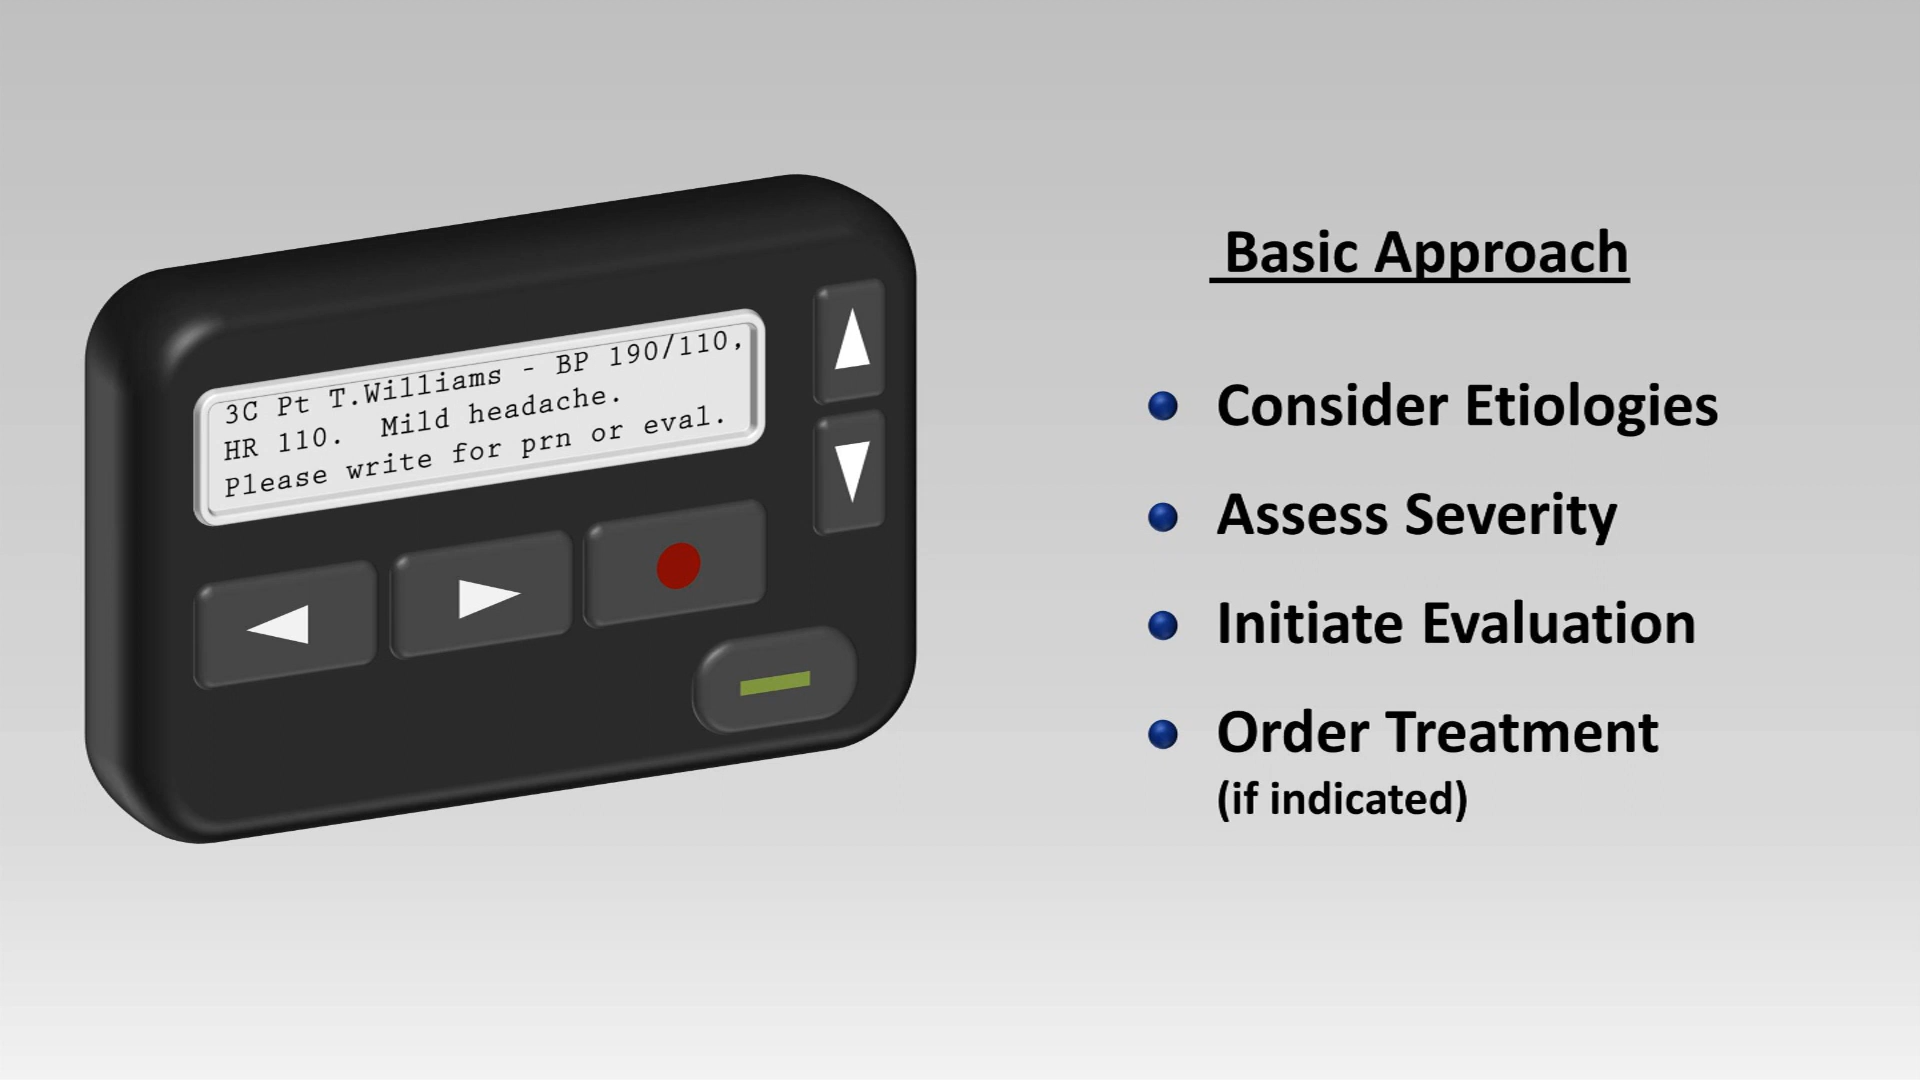 3C Pt T.Williams - BP 190/110,
HR 110.  Mild headache.
Please write for prn or eval.
Basic Approach
Consider Etiologies
Assess Severity
Initiate Evaluation
Order Treatment
(if indicated)